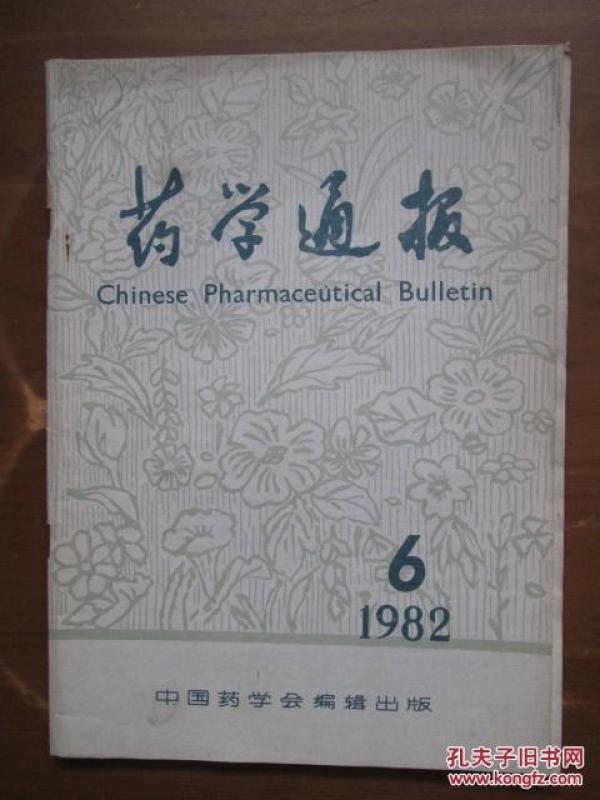 药学通报
Chinese Pharmaceutical Bulletin
6
1982
中国药学会编辑出版
孔夫子旧书网
www.kongfz.com